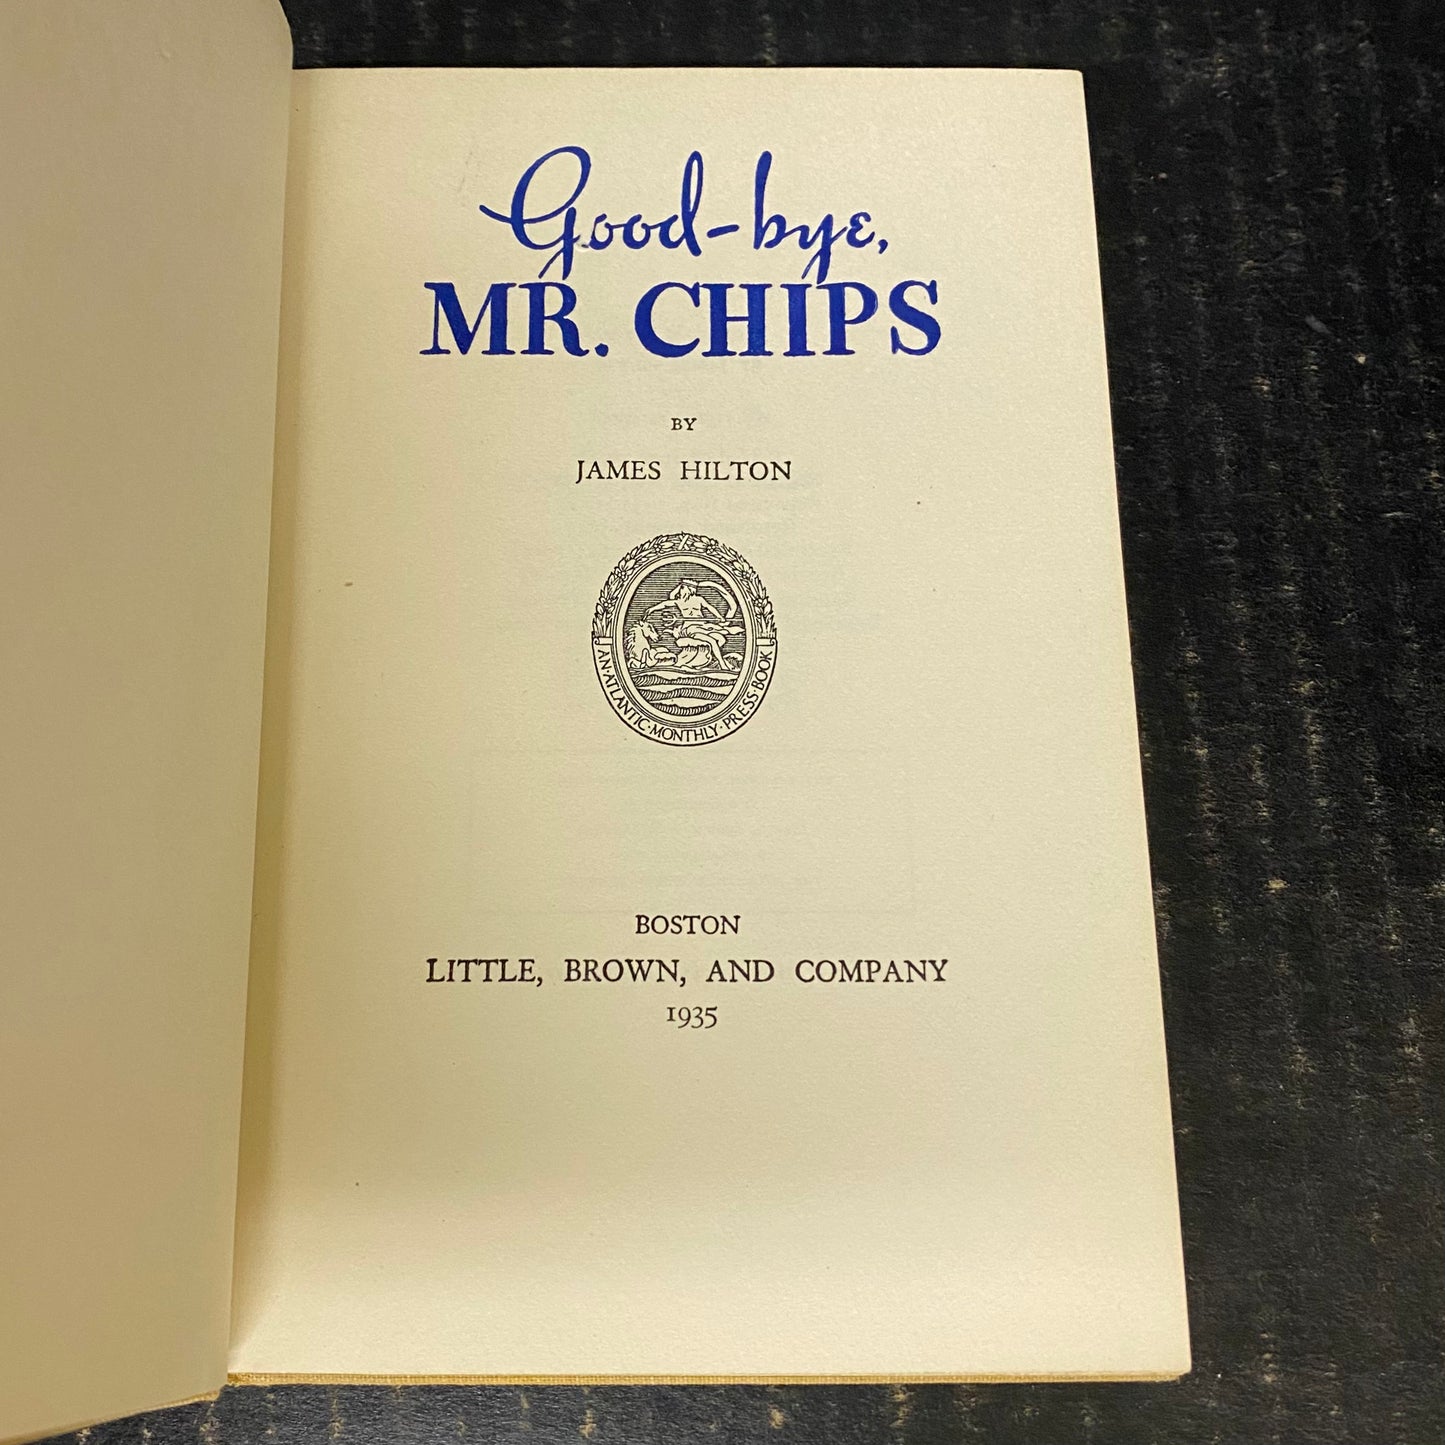 Good-bye,
MR. CHIPS
BY
JAMES HILTON
AN·ATLANTIC·MONTHLY·PRESS·BOOK
BOSTON
LITTLE, BROWN, AND COMPANY
1935